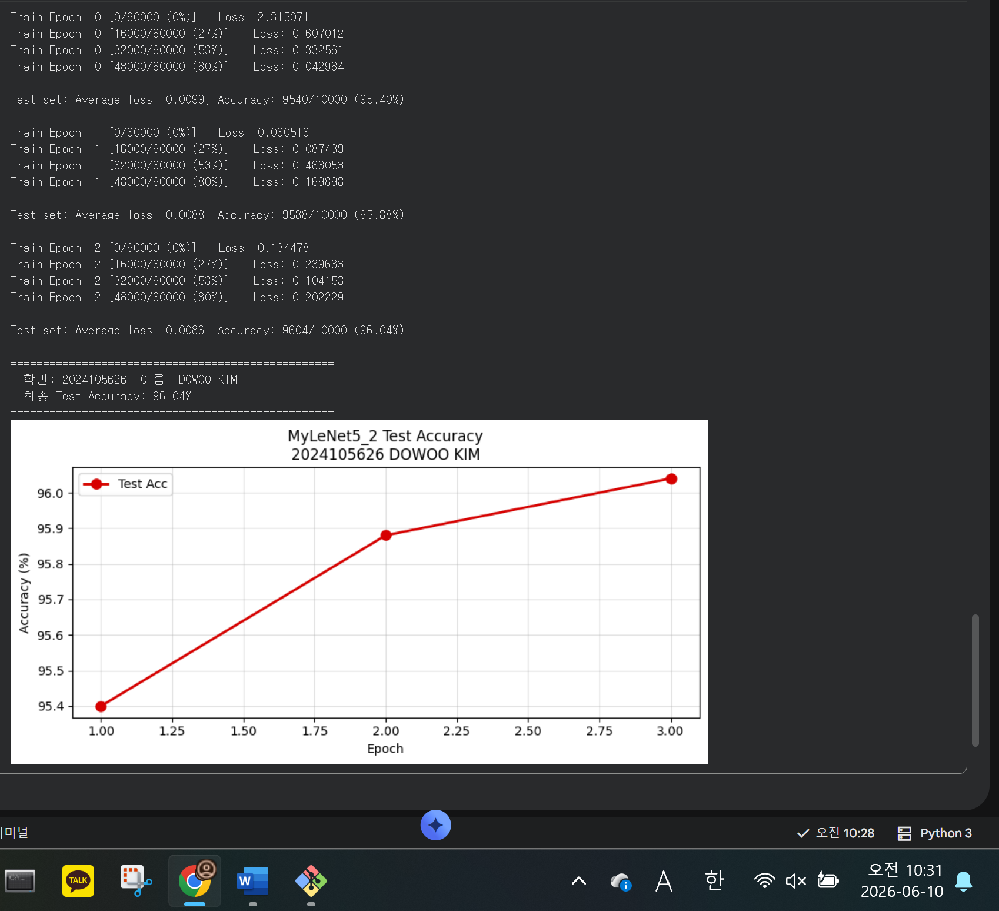 Train Epoch: 0 [0/60000 (0%)]   Loss: 2.315071
Train Epoch: 0 [16000/60000 (27%)]   Loss: 0.607012
Train Epoch: 0 [32000/60000 (53%)]   Loss: 0.332561
Train Epoch: 0 [48000/60000 (80%)]   Loss: 0.042984
Test set: Average loss: 0.0099, Accuracy: 9540/10000 (95.40%)
Train Epoch: 1 [0/60000 (0%)]   Loss: 0.030513
Train Epoch: 1 [16000/60000 (27%)]   Loss: 0.087439
Train Epoch: 1 [32000/60000 (53%)]   Loss: 0.483053
Train Epoch: 1 [48000/60000 (80%)]   Loss: 0.169898
Test set: Average loss: 0.0088, Accuracy: 9588/10000 (95.88%)
Train Epoch: 2 [0/60000 (0%)]   Loss: 0.134478
Train Epoch: 2 [16000/60000 (27%)]   Loss: 0.239633
Train Epoch: 2 [32000/60000 (53%)]   Loss: 0.104153
Train Epoch: 2 [48000/60000 (80%)]   Loss: 0.202229
Test set: Average loss: 0.0086, Accuracy: 9604/10000 (96.04%)
==================================================
학번: 2024105626  이름: DOWOO KIM
최종 Test Accuracy: 96.04%
==================================================
MyLeNet5_2 Test Accuracy
2024105626 DOWOO KIM
Test Acc
96.0
95.9
95.8
95.7
95.6
95.5
95.4
Accuracy (%)
1.00 1.25 1.50 1.75 2.00 2.25 2.50 2.75 3.00
Epoch
미널
오전 10:28 Python 3
C:\...
TALK
W
A 한
오전 10:31
2026-06-10